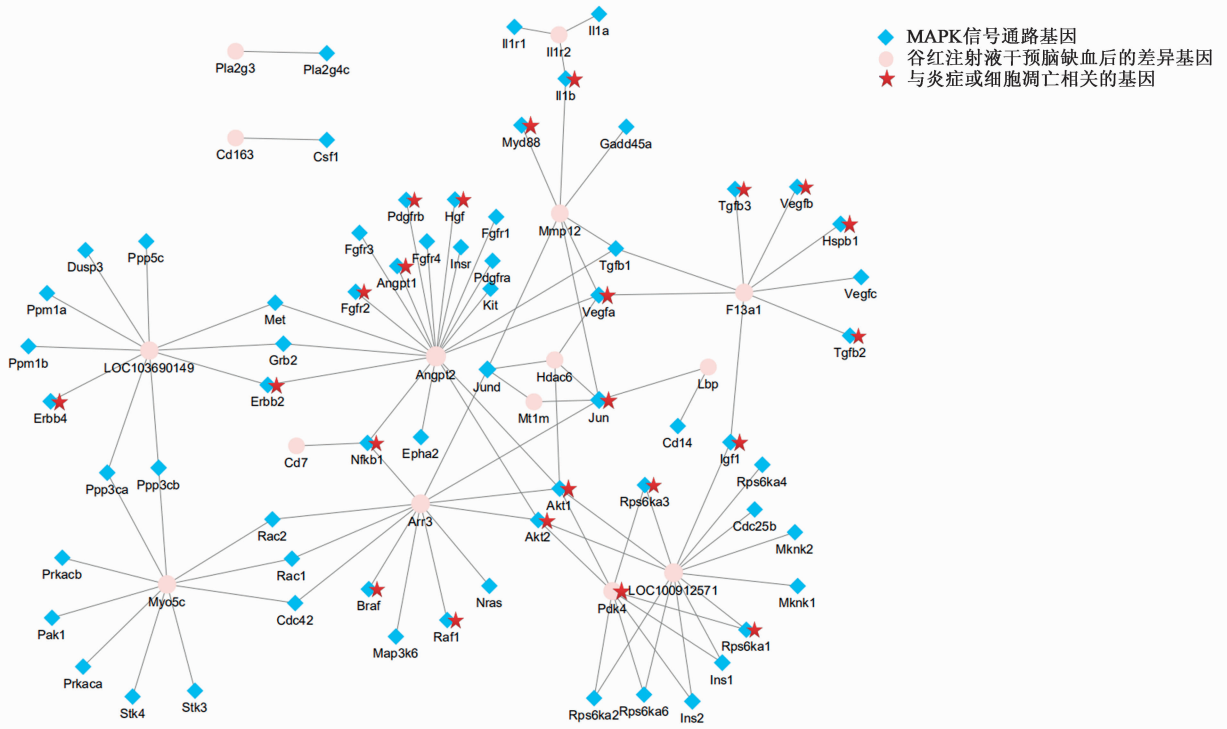 Il1r1
Il1a
Il1r2
MAPK信号通路基因
谷红注射液干预脑缺血后的差异基因
与炎症或细胞凋亡相关的基因
Pla2g3
Pla2g4c
Il1b
Myd88
Gadd45a
Cd163
Csf1
Pdgfrb
Hgf
Tgfb3
Vegfb
Fgfr1
Mmp12
Hspb1
Fgfr3
Fgfr4
Insr
Ppp5c
Dusp3
Tgfb1
Pdgfra
Angpt1
Vegfc
Kit
Fgfr2
Vegfa
F13a1
Ppm1a
Met
Tgfb2
Grb2
Ppm1b
LOC103690149
Angpt2
Hdac6
Jund
Lbp
Erbb2
Erbb4
Mt1m
Jun
Cd14
Cd7
Nfkb1
Epha2
Igf1
Rps6ka4
Ppp3ca
Ppp3cb
Akt1
Rps6ka3
Arr3
Cdc25b
Rac2
Akt2
Mknk2
Prkacb
Rac1
Myo5c
Braf
Nras
Pdk4
LOC100912571
Mknk1
Cdc42
Pak1
Raf1
Map3k6
Rps6ka1
Prkaca
Ins1
Stk4
Stk3
Rps6ka2
Rps6ka6
Ins2